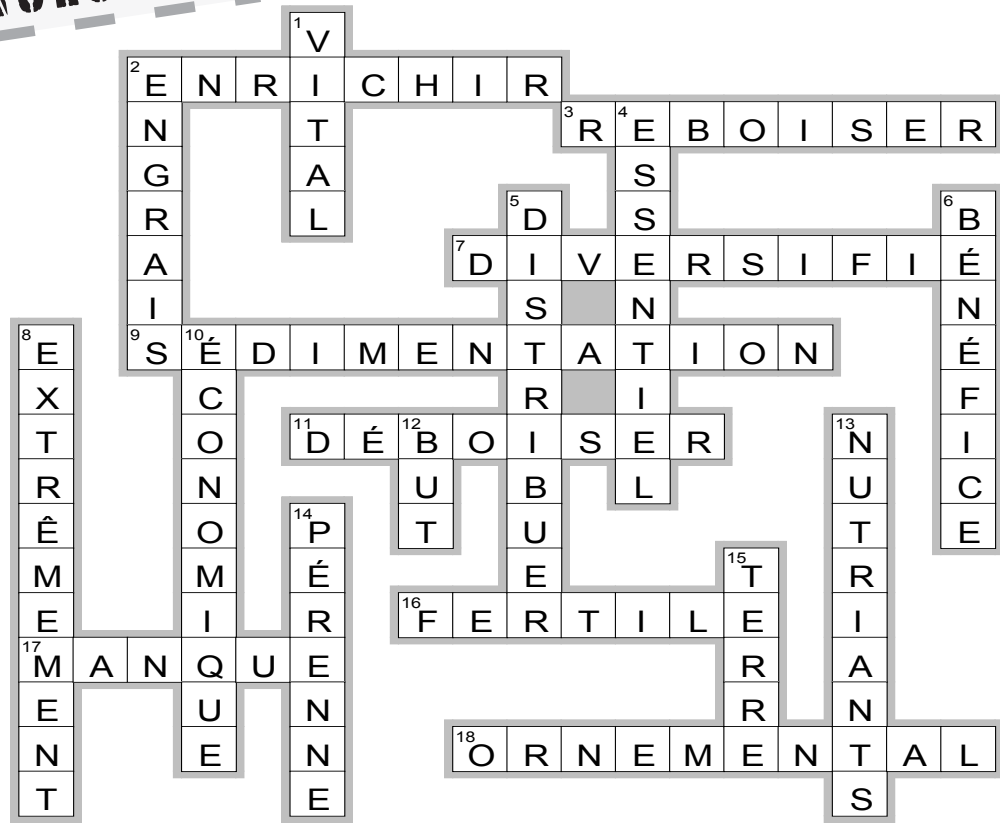 1 VITAL
2 ENRICHIR
2 ENGRAIS
3 REBOISER
4 ESSENTIEL
5 DISTRIBUER
6 BÉNÉFICE
7 DIVERSIFIÉ
8 EXTRÊMEMENT
9 SÉDIMENTATION
10 ÉCONOMIQUE
11 DÉBOISER
12 BUT
13 NUTRIANTS
14 PÉRENNE
15 TERRE
16 FERTILE
17 MANQUE
18 ORNEMENTAL